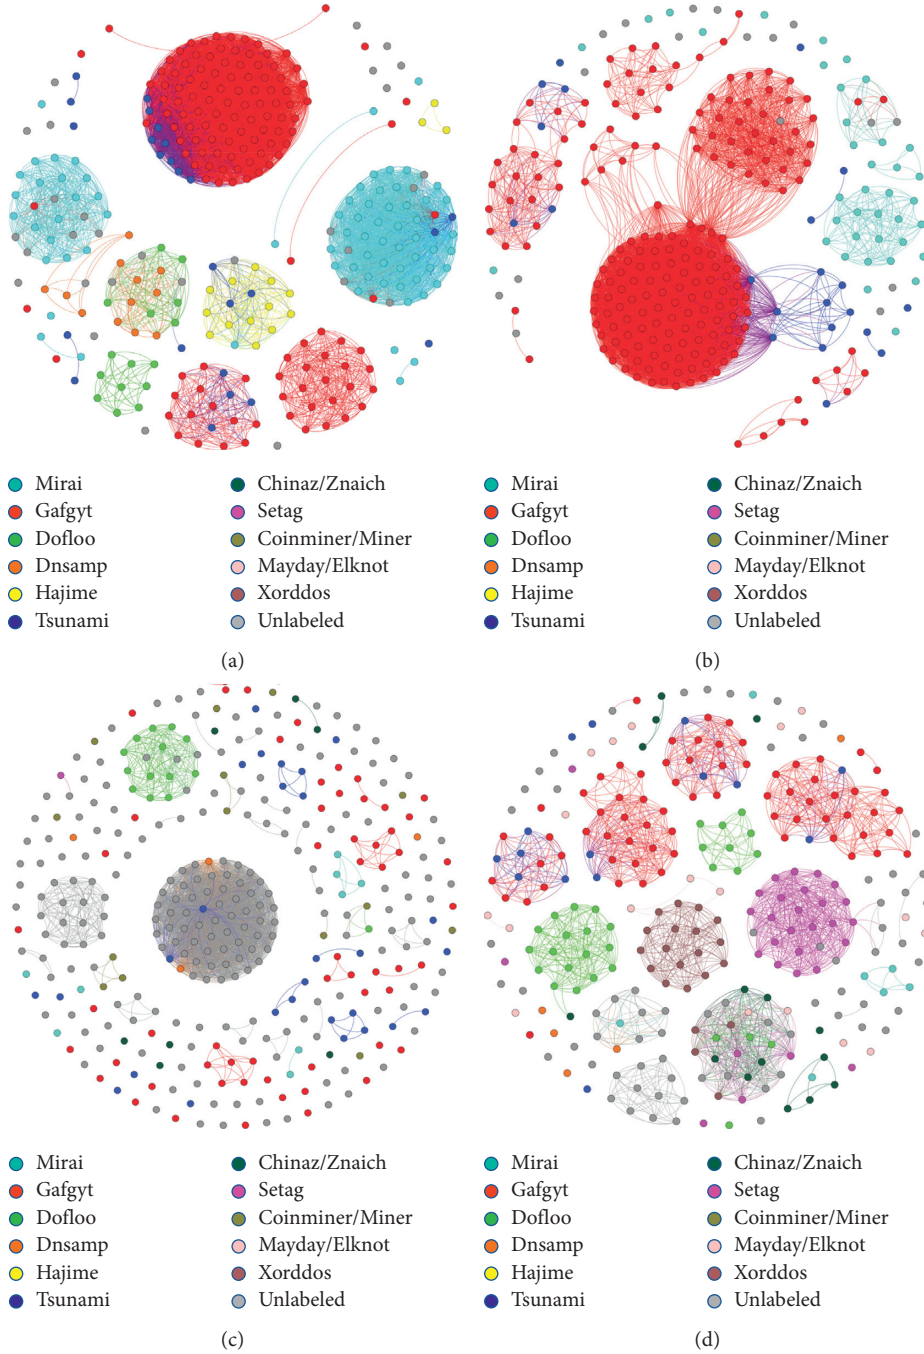 Mirai
Gafgyt
Dofloo
Dnsamp
Hajime
Tsunami
Chinaz/Znaich
Setag
Coinminer/Miner
Mayday/Elknot
Xorddos
Unlabeled
(a)
Mirai
Gafgyt
Dofloo
Dnsamp
Hajime
Tsunami
Chinaz/Znaich
Setag
Coinminer/Miner
Mayday/Elknot
Xorddos
Unlabeled
(b)
Mirai
Gafgyt
Dofloo
Dnsamp
Hajime
Tsunami
Chinaz/Znaich
Setag
Coinminer/Miner
Mayday/Elknot
Xorddos
Unlabeled
(c)
Mirai
Gafgyt
Dofloo
Dnsamp
Hajime
Tsunami
Chinaz/Znaich
Setag
Coinminer/Miner
Mayday/Elknot
Xorddos
Unlabeled
(d)